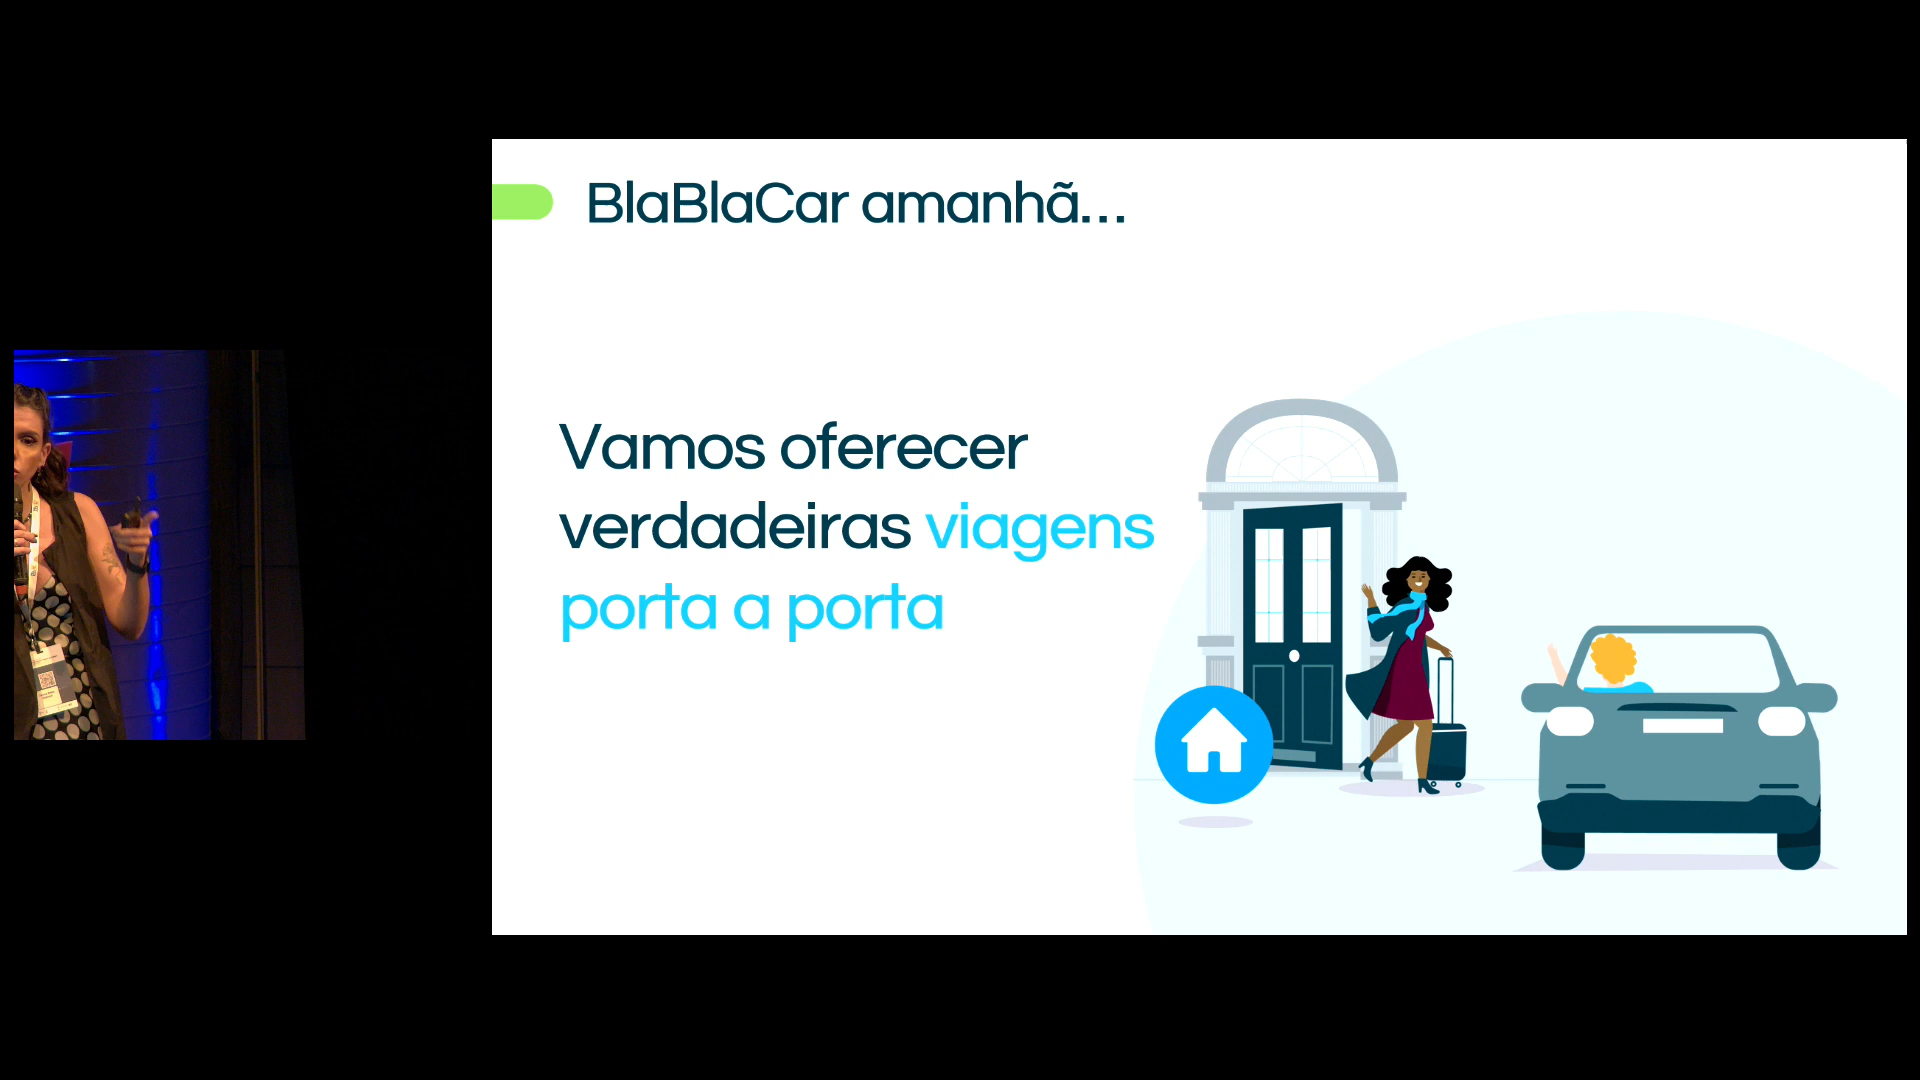 BlaBlaCar amanhã...
Vamos oferecer
verdadeiras viagens
porta a porta